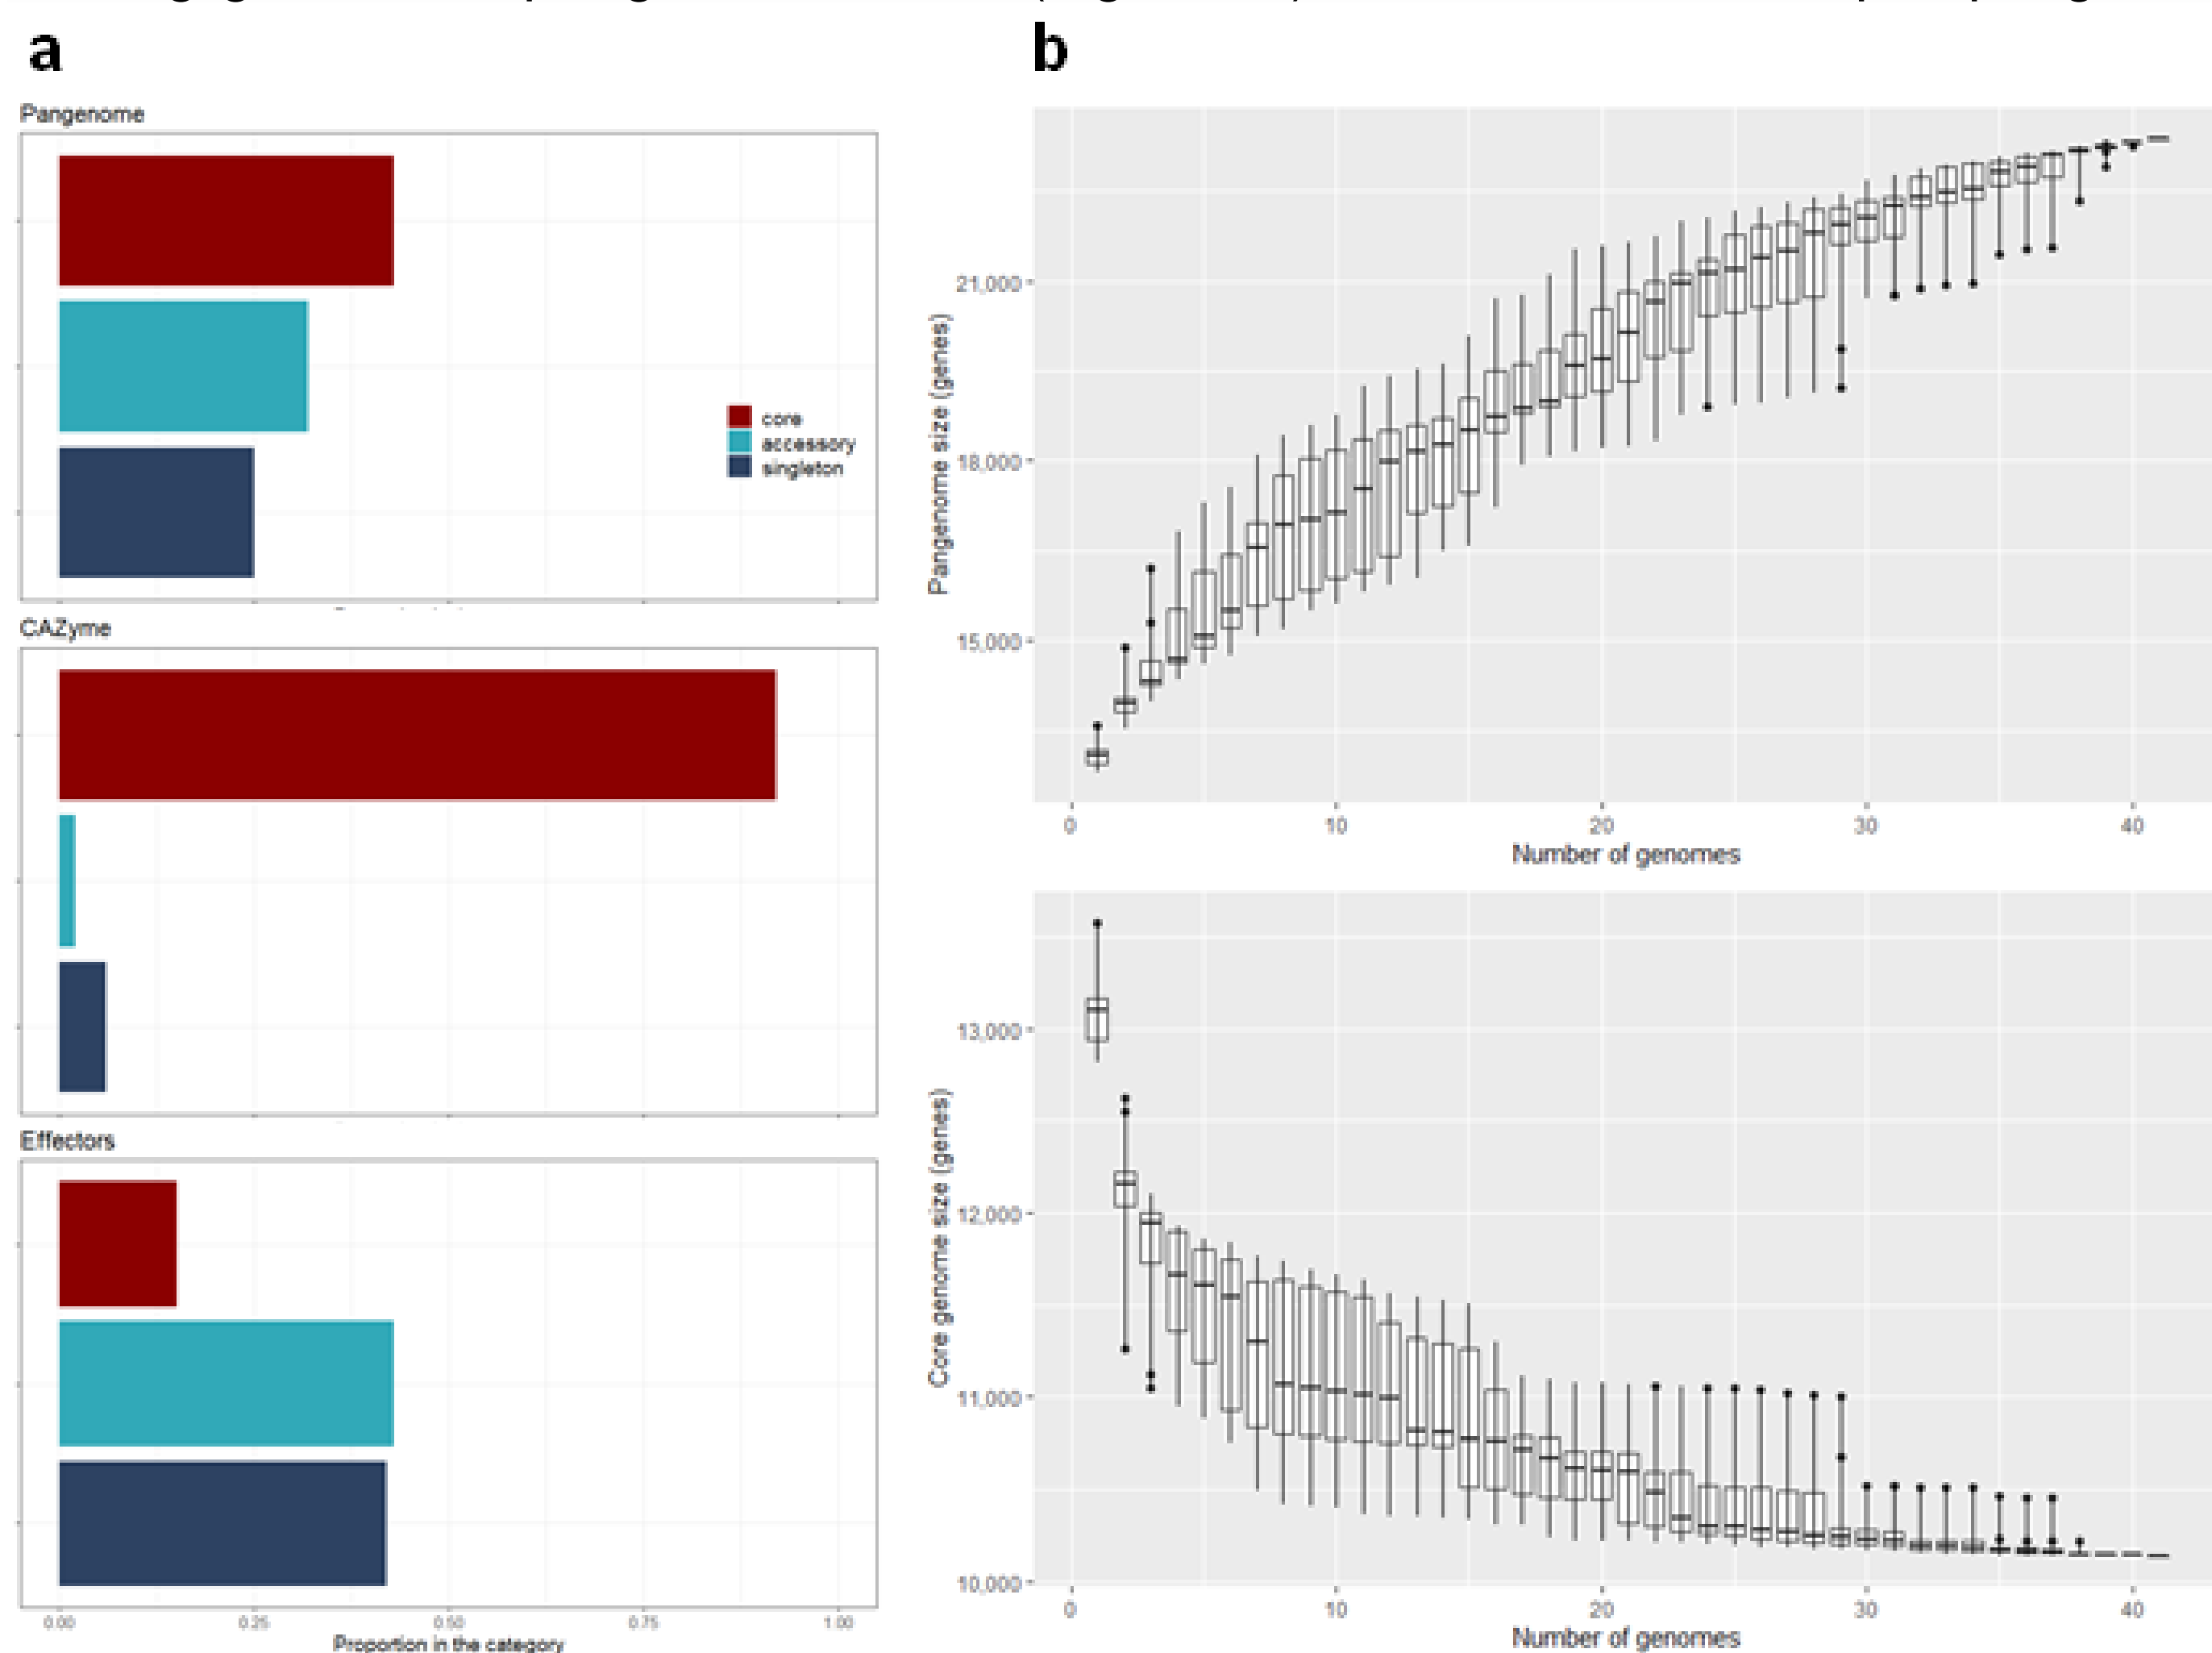 a
b
Pangenome
core
accessory
singleton
CAZyme
Effectors
0.00 0.25 0.50 0.75 1.00
Proportion in the category
Pangenome size (genes)
21,000
18,000
15,000
0 10 20 30 40
Number of genomes
Core genome size (genes)
13,000
12,000
11,000
10,000
0 10 20 30 40
Number of genomes